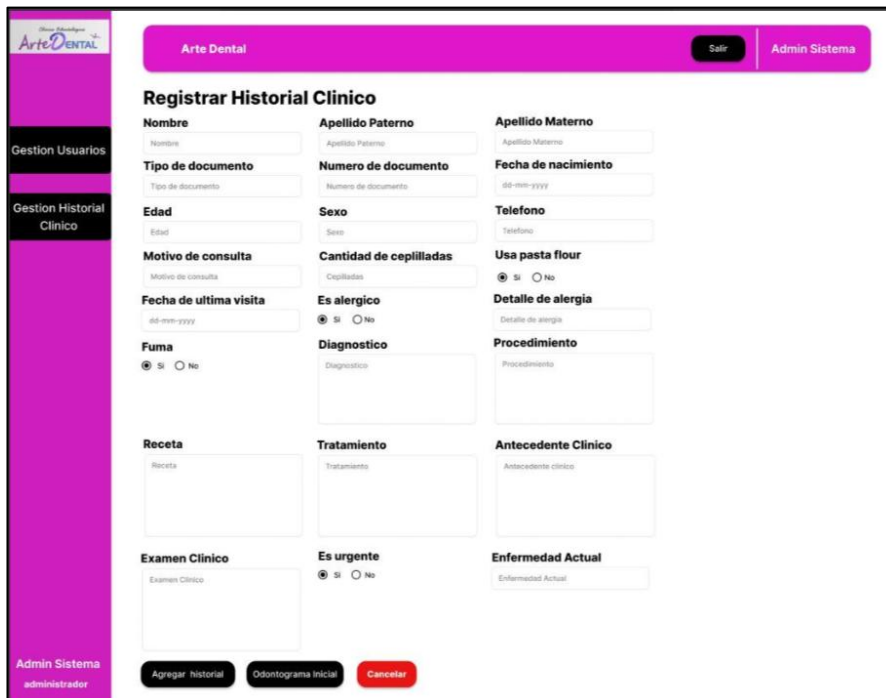 Clinica Odontologica
Arte DENTAL
Arte Dental
Salir
Admin Sistema
Gestion Usuarios
Gestion Historial
Clinico
Registrar Historial Clinico
Nombre
Apellido Paterno
Apellido Materno
Nombre
Apellido Paterno
Apellido Materno
Tipo de documento
Numero de documento
Fecha de nacimiento
Tipo de documento
Numero de documento
dd-mm-yyyy
Edad
Sexo
Telefono
Edad
Sexo
Telefono
Motivo de consulta
Cantidad de ceplilladas
Usa pasta flour
Motivo de consulta
Cepilladas
Si
No
Fecha de ultima visita
Es alergico
Detalle de alergia
dd-mm-yyyy
Si
No
Detalle de alergia
Fuma
Diagnostico
Procedimiento
Si
No
Diagnostico
Procedimiento
Receta
Tratamiento
Antecedente Clinico
Receta
Tratamiento
Antecedente clinico
Examen Clinico
Es urgente
Enfermedad Actual
Examen Clinico
Si
No
Enfermedad Actual
Agregar historial
Odontograma Inicial
Cancelar
Admin Sistema
administrador